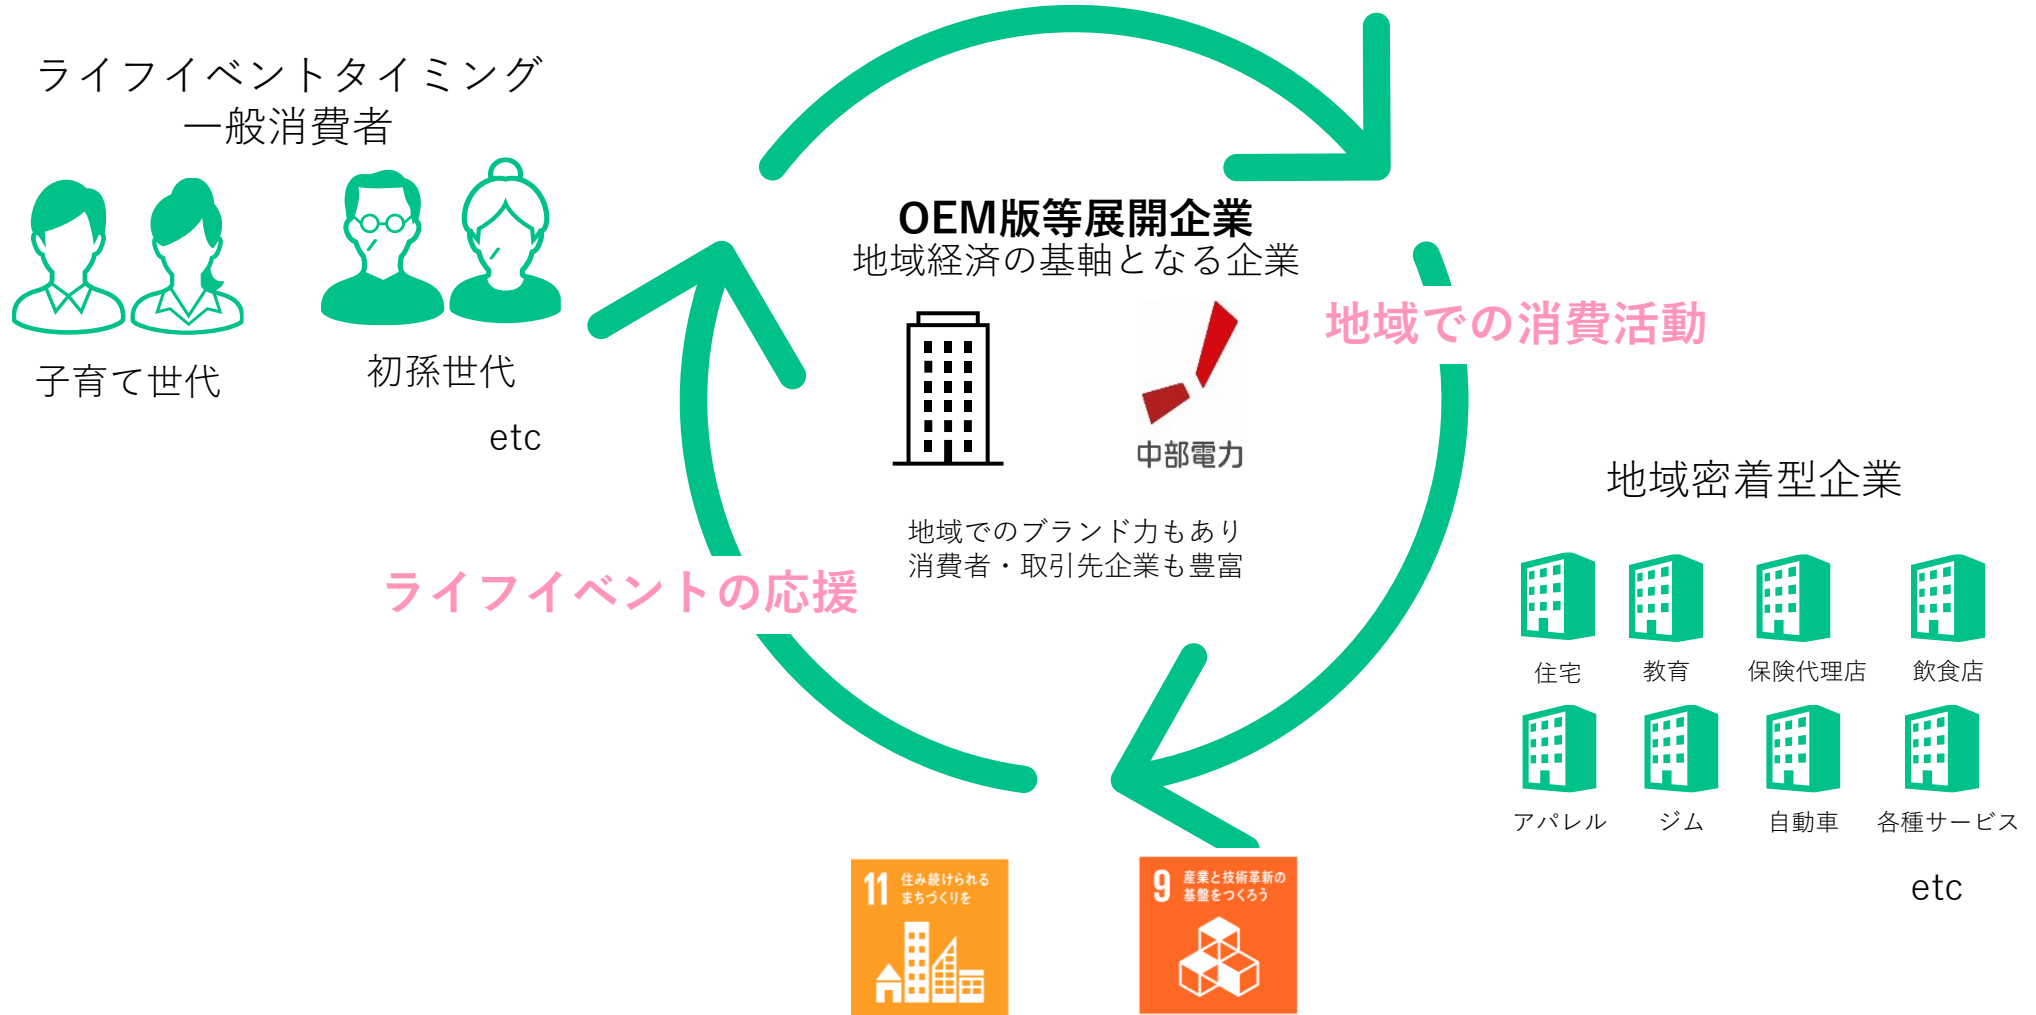 ライフイベントタイミング
一般消費者
子育て世代
初孫世代
etc
OEM版等展開企業
地域経済の基軸となる企業
中部電力
地域でのブランド力もあり
消費者・取引先企業も豊富
地域での消費活動
ライフイベントの応援
地域密着型企業
住宅
教育
保険代理店
飲食店
アパレル
ジム
自動車
各種サービス
etc
11 住み続けられる
まちづくりを
9 産業と技術革新の
基盤をつくろう